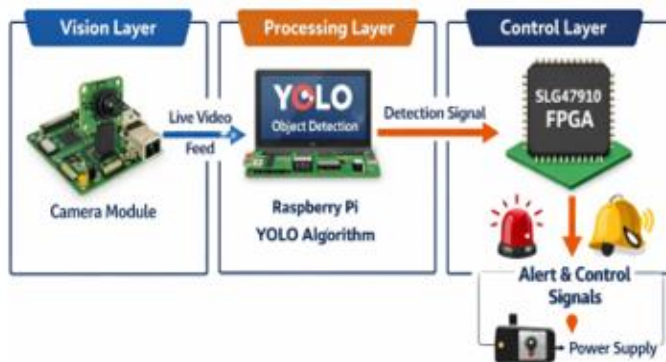 Vision Layer
Processing Layer
Control Layer
Live Video
Feed
Camera Module
YOLO
Object Detection
Raspberry Pi
YOLO Algorithm
Detection Signal
SLG47910
FPGA
Alert & Control
Signals
Power Supply